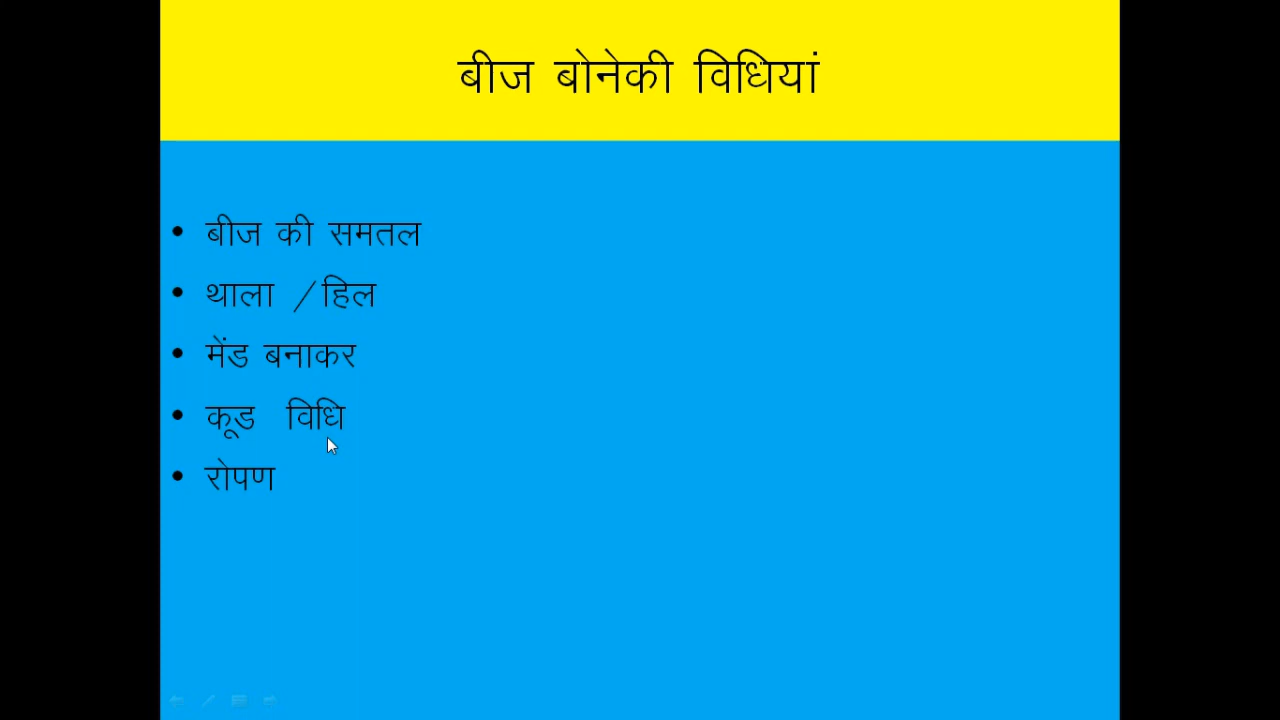 बीज बोनेकी विधियां
• बीज की समतल
• थाला / हिल
• मेंड बनाकर
• कूड विधि
• रोपण